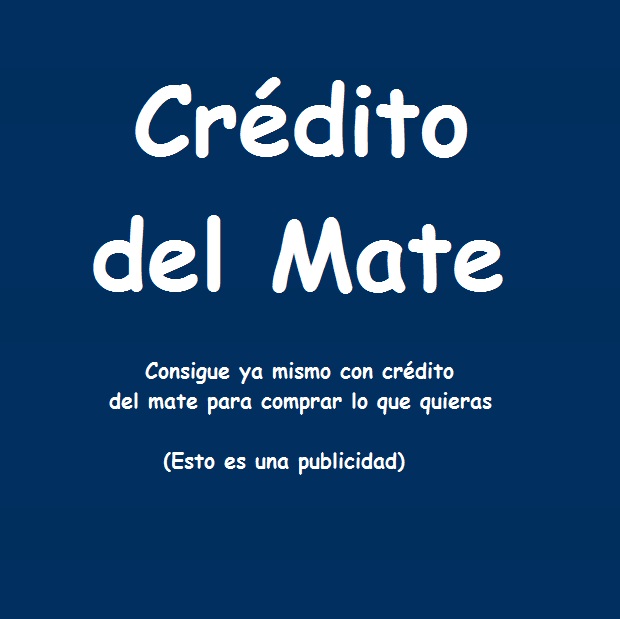 Crédito
del Mate
Consigue ya mismo con crédito
del mate para comprar lo que quieras
(Esto es una publicidad)